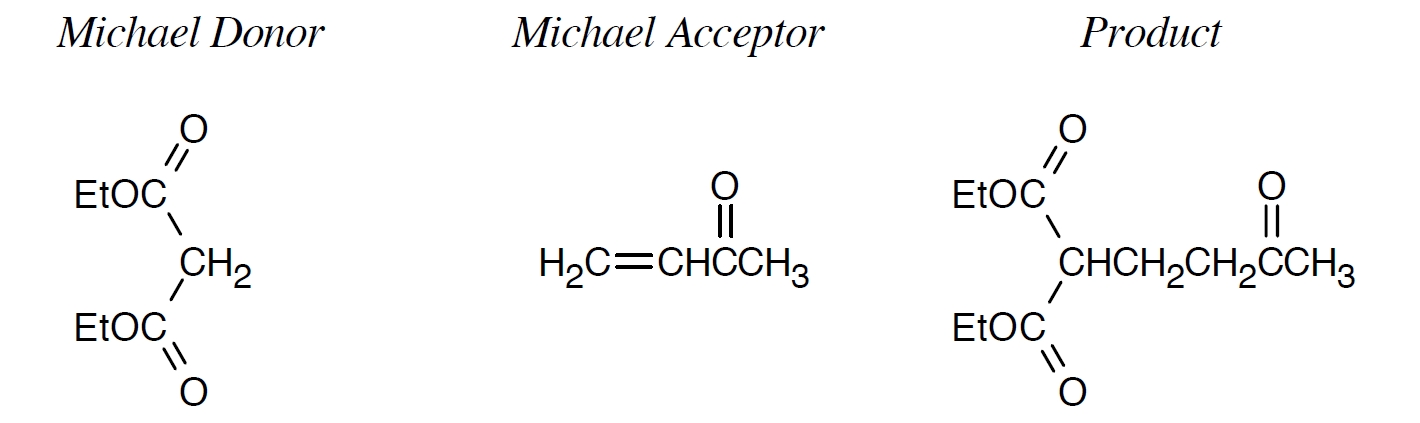 Michael Donor Michael Acceptor Product
O O
EtOC O EtOC O
CH2 H2C=CHCCH3 CHCH2CH2CCH3
EtOC EtOC
O O